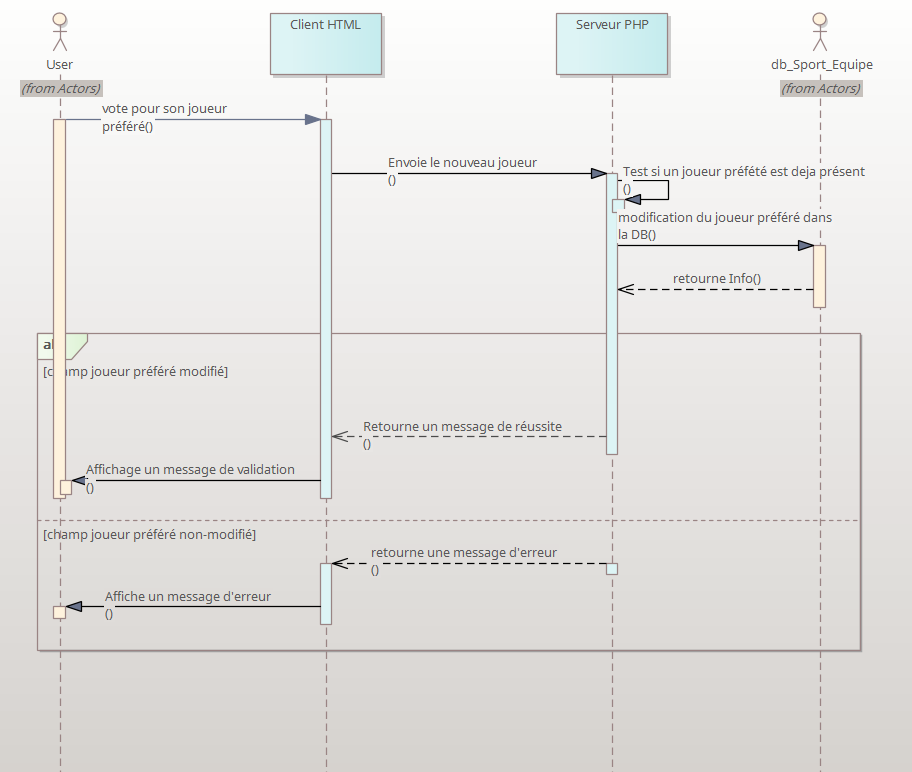 Client HTML
Serveur PHP
User
db_Sport_Equipe
(from Actors)
(from Actors)
vote pour son joueur
préféré()
Envoie le nouveau joueur
()
Test si un joueur préfété est deja présent
()
modification du joueur préféré dans
la DB()
retourne Info()
[champ joueur préféré modifié]
Retourne un message de réussite
()
Affichage un message de validation
()
[champ joueur préféré non-modifié]
retourne une message d'erreur
()
Affiche un message d'erreur
()